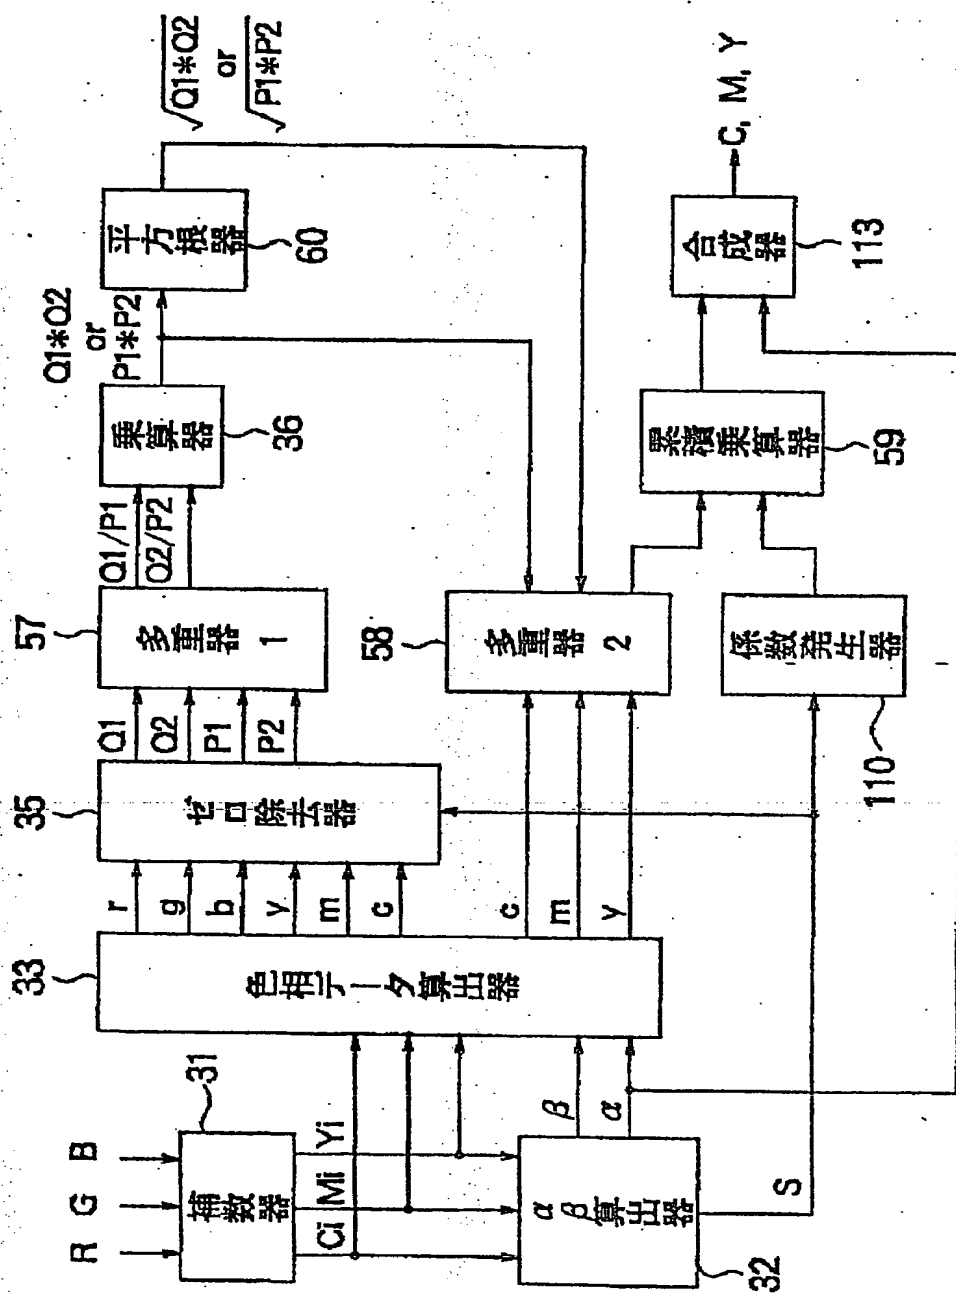 R
G
B
補数器
31
Ci
Mi
Yi
αβ算出器
32
β
α
S
色相データ算出器
33
r
g
b
y
m
c
c
m
y
ゼロ除去器
35
Q1
Q2
P1
P2
多重器
1
57
多重器
2
58
係数発生器
110
Q1/P1
Q2/P2
乗算器
36
Q1*Q2
or
P1*P2
平方根器
60
√Q1*Q2
or
√P1*P2
累積乗算器
59
合成器
113
C, M, Y